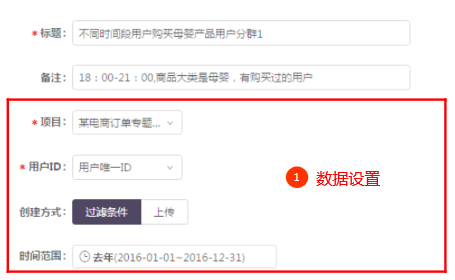 * 标题: 不同时间段用户购买母婴产品用户分群1
备注: 18：00-21：00,商品大类是母婴，有购买过的用户
* 项目: 某电商订单专题...
* 用户ID: 用户唯一ID
1 数据设置
创建方式: 过滤条件 上传
时间范围: 去年(2016-01-01~2016-12-31)